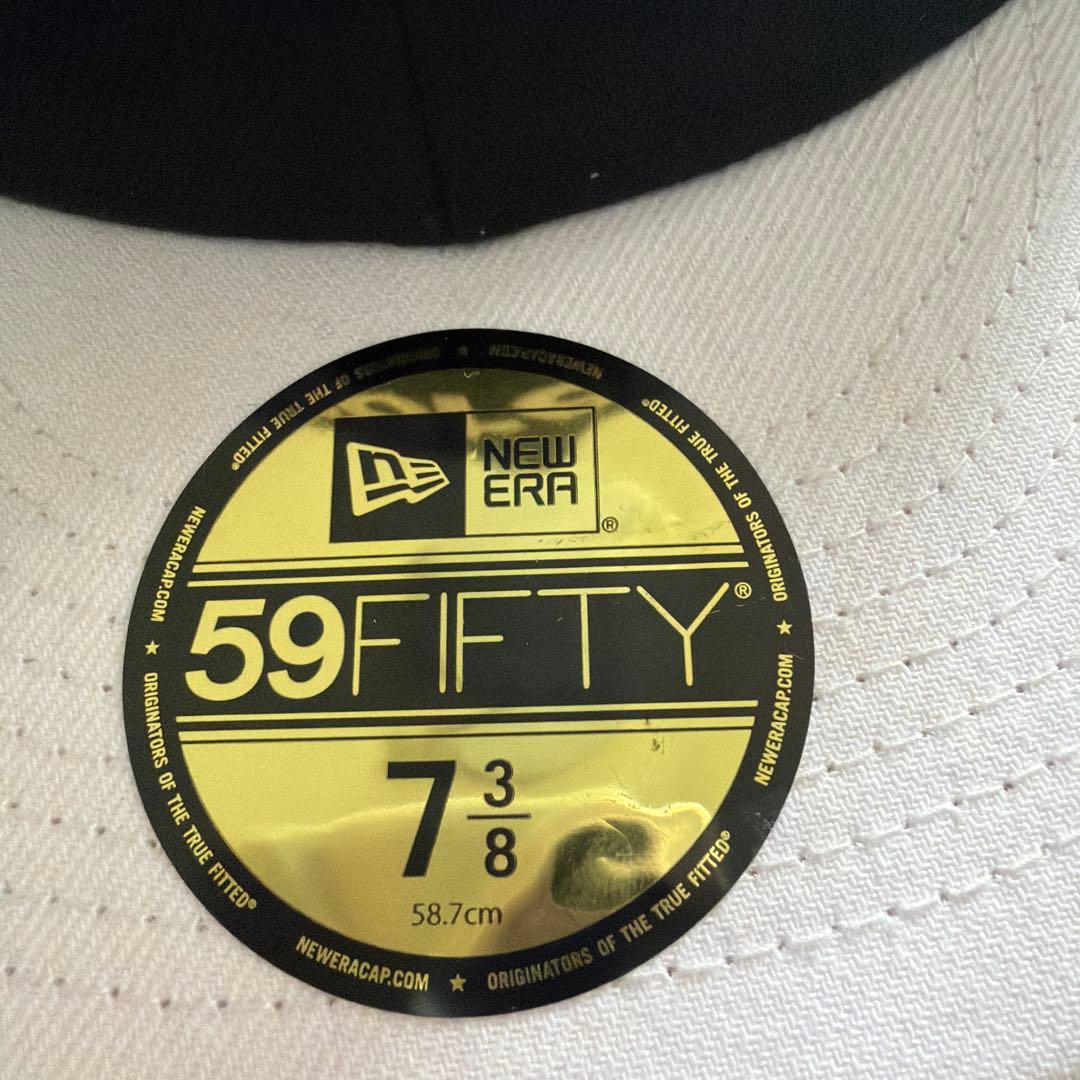 NEW
ERA®
59FIFTY®
7 3/8
58.7cm
NEWERACAP.COM ★ ORIGINATORS OF THE TRUE FITTED®
NEWERACAP.COM ★ ORIGINATORS OF THE TRUE FITTED®
NEWERACAP.COM ★ ORIGINATORS OF THE TRUE FITTED®
NEWERACAP.COM ★ ORIGINATORS OF THE TRUE FITTED®